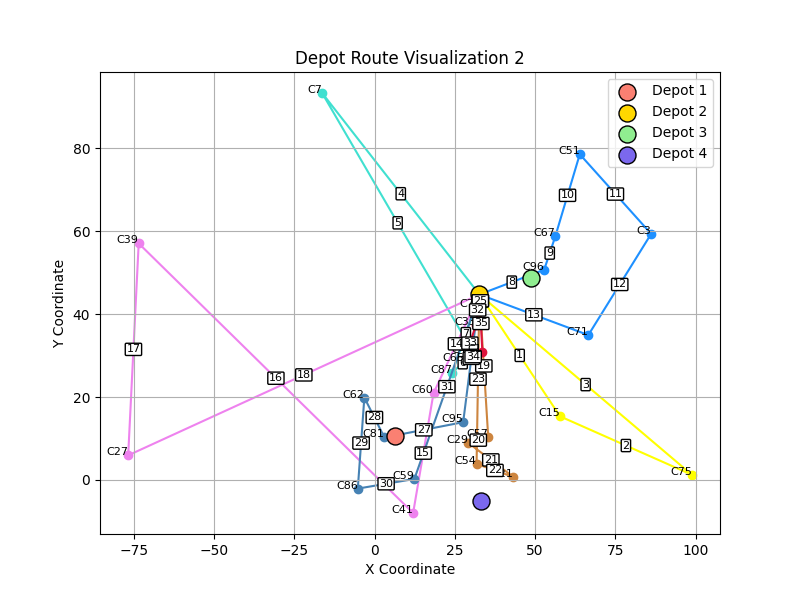 Depot Route Visualization 2
C7
Depot 1
Depot 2
Depot 3
Depot 4
80
C51
4
10
11
5
C67
C3
60
C39
9
C96
8
12
25
40
32
13
35
C71
7
17
14
33
1
34
19
C87
16
18
23
3
31
20
C60
C62
28
C15
27
C95
C81
29
C29
20
2
15
21
C54
22
C59
C75
30
C86
0
C41
C27
−75
−50
−25
0
25
50
75
100
X Coordinate
Y Coordinate